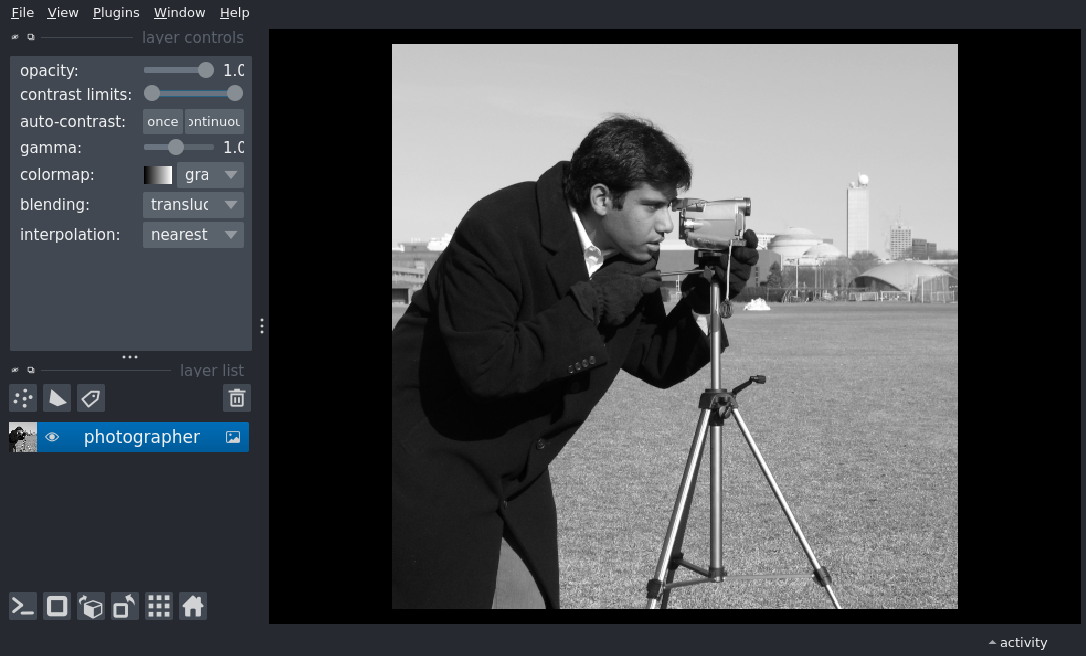 File View Plugins Window Help
layer controls
opacity: 1.0
contrast limits:
auto-contrast: once ontinuou
gamma: 1.0
colormap: gra
blending: transluc
interpolation: nearest
layer list
photographer
activity